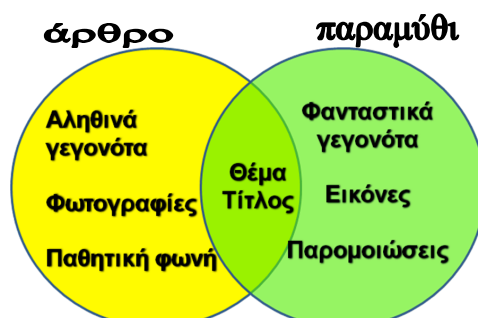 άρθρο
παραμύθι
Αληθινά
γεγονότα
Φωτογραφίες
Παθητική φωνή
Θέμα
Τίτλος
Φανταστικά
γεγονότα
Εικόνες
Παρομοιώσεις